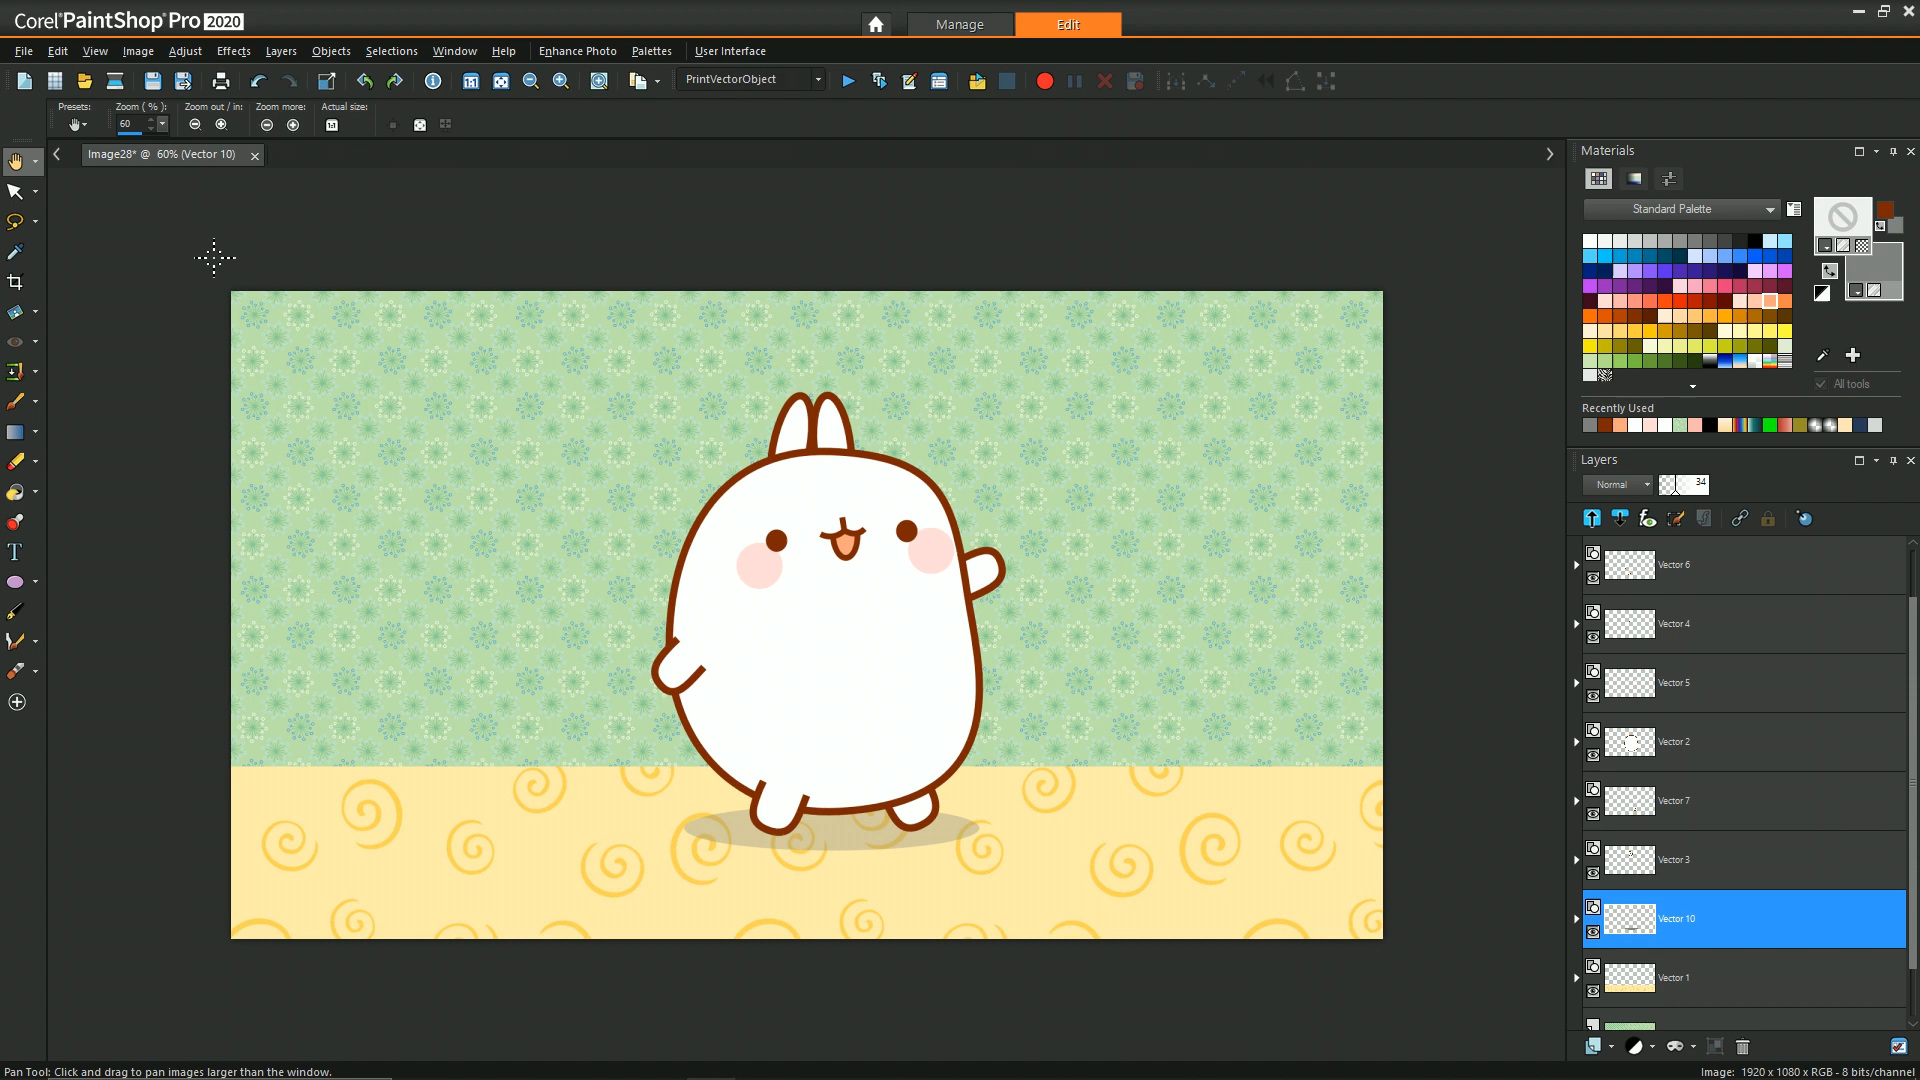 Corel PaintShop Pro 2020
Manage
Edit
File Edit View Image Adjust Effects Layers Objects Selections Window Help Enhance Photo Palettes User Interface
PrintVectorObject
Presets: Zoom ( % ): Zoom out / in: Zoom more: Actual size:
60
Image28* @ 60% (Vector 10)
Materials
Standard Palette
All tools
Recently Used
Layers
Normal 34
Vector 6
Vector 4
Vector 5
Vector 2
Vector 7
Vector 3
Vector 10
Vector 1
Pan Tool: Click and drag to pan images larger than the window.
Image: 1920 x 1080 x RGB - 8 bits/channel